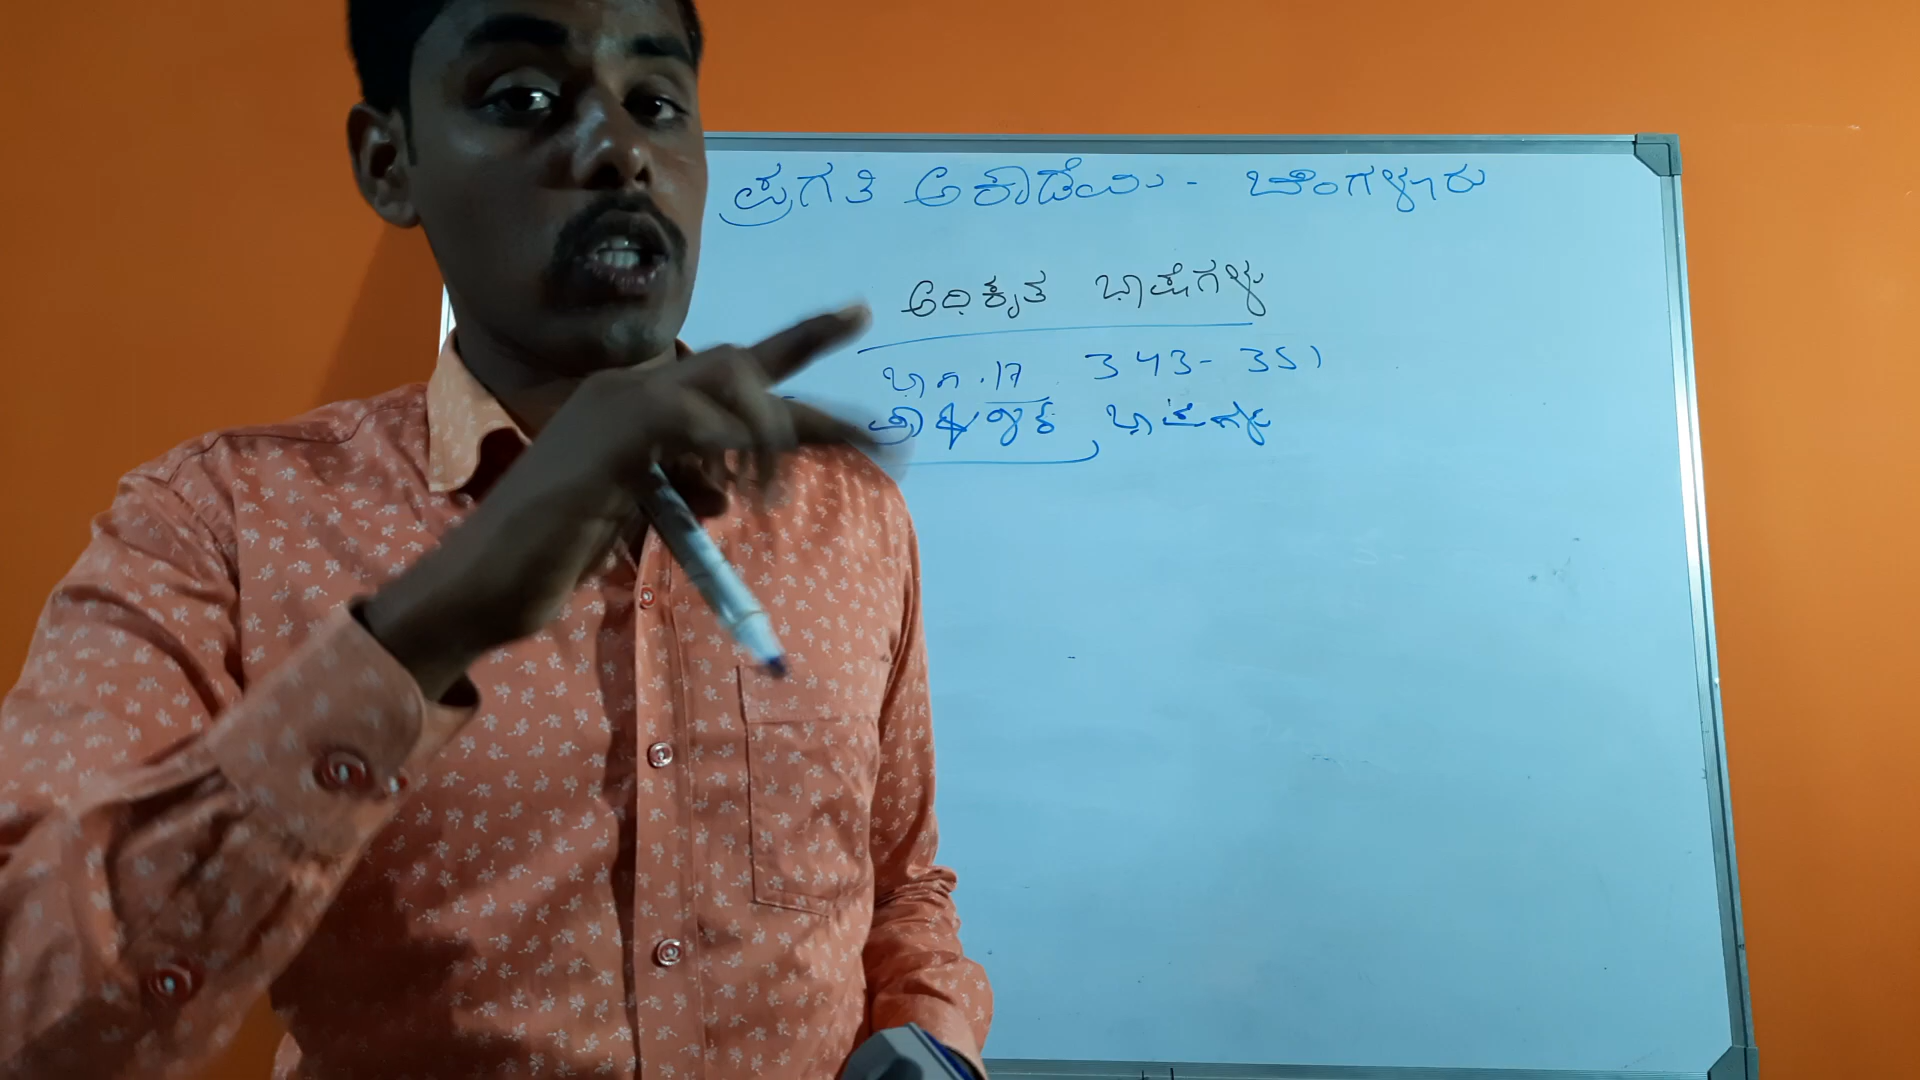 ಪ್ರಗತಿ ಅಕಾಡೆಮಿ - ಬೆಂಗಳೂರು
ಅಧಿಕೃತ ಭಾಷೆಗಳು
ಭಾಗ.17 343-351
ಭಾಷೆಗಳು